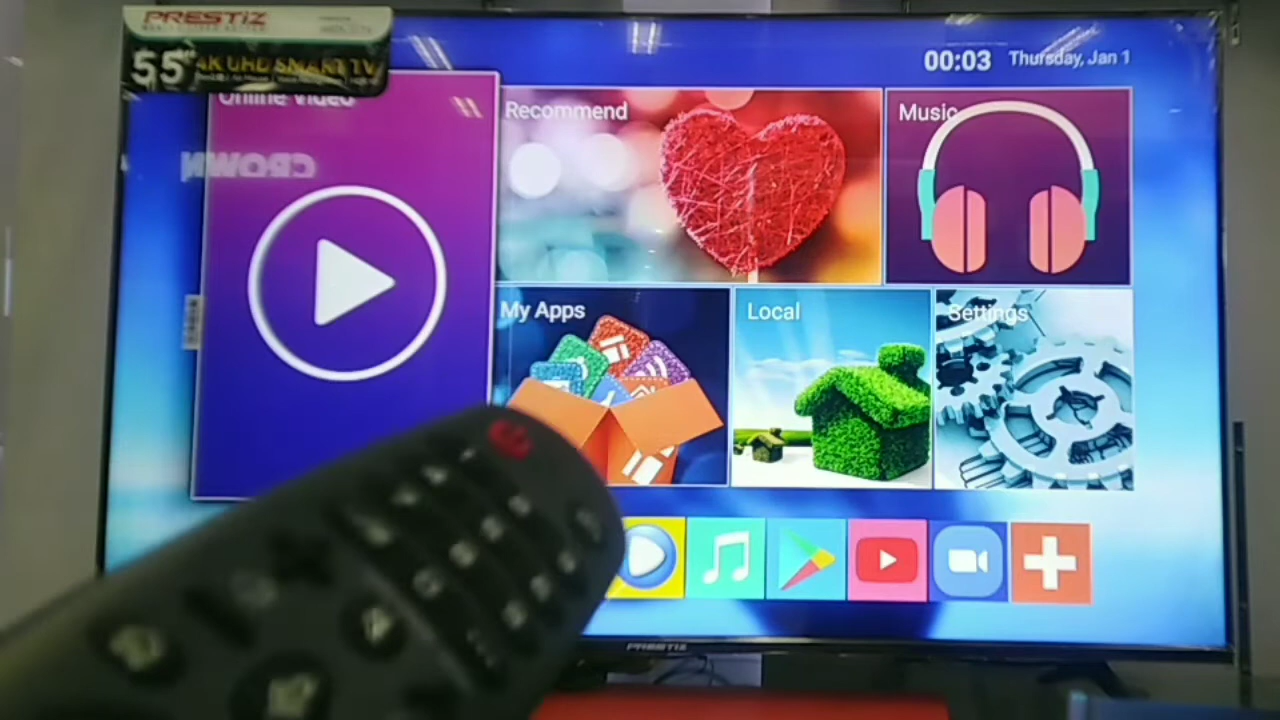 PRESTIZ
55" 4K UHD SMART TV
00:03 Thursday, Jan 1
Online Video
Recommend
Music
CROWN
My Apps
Local
Settings
PRESTIZ